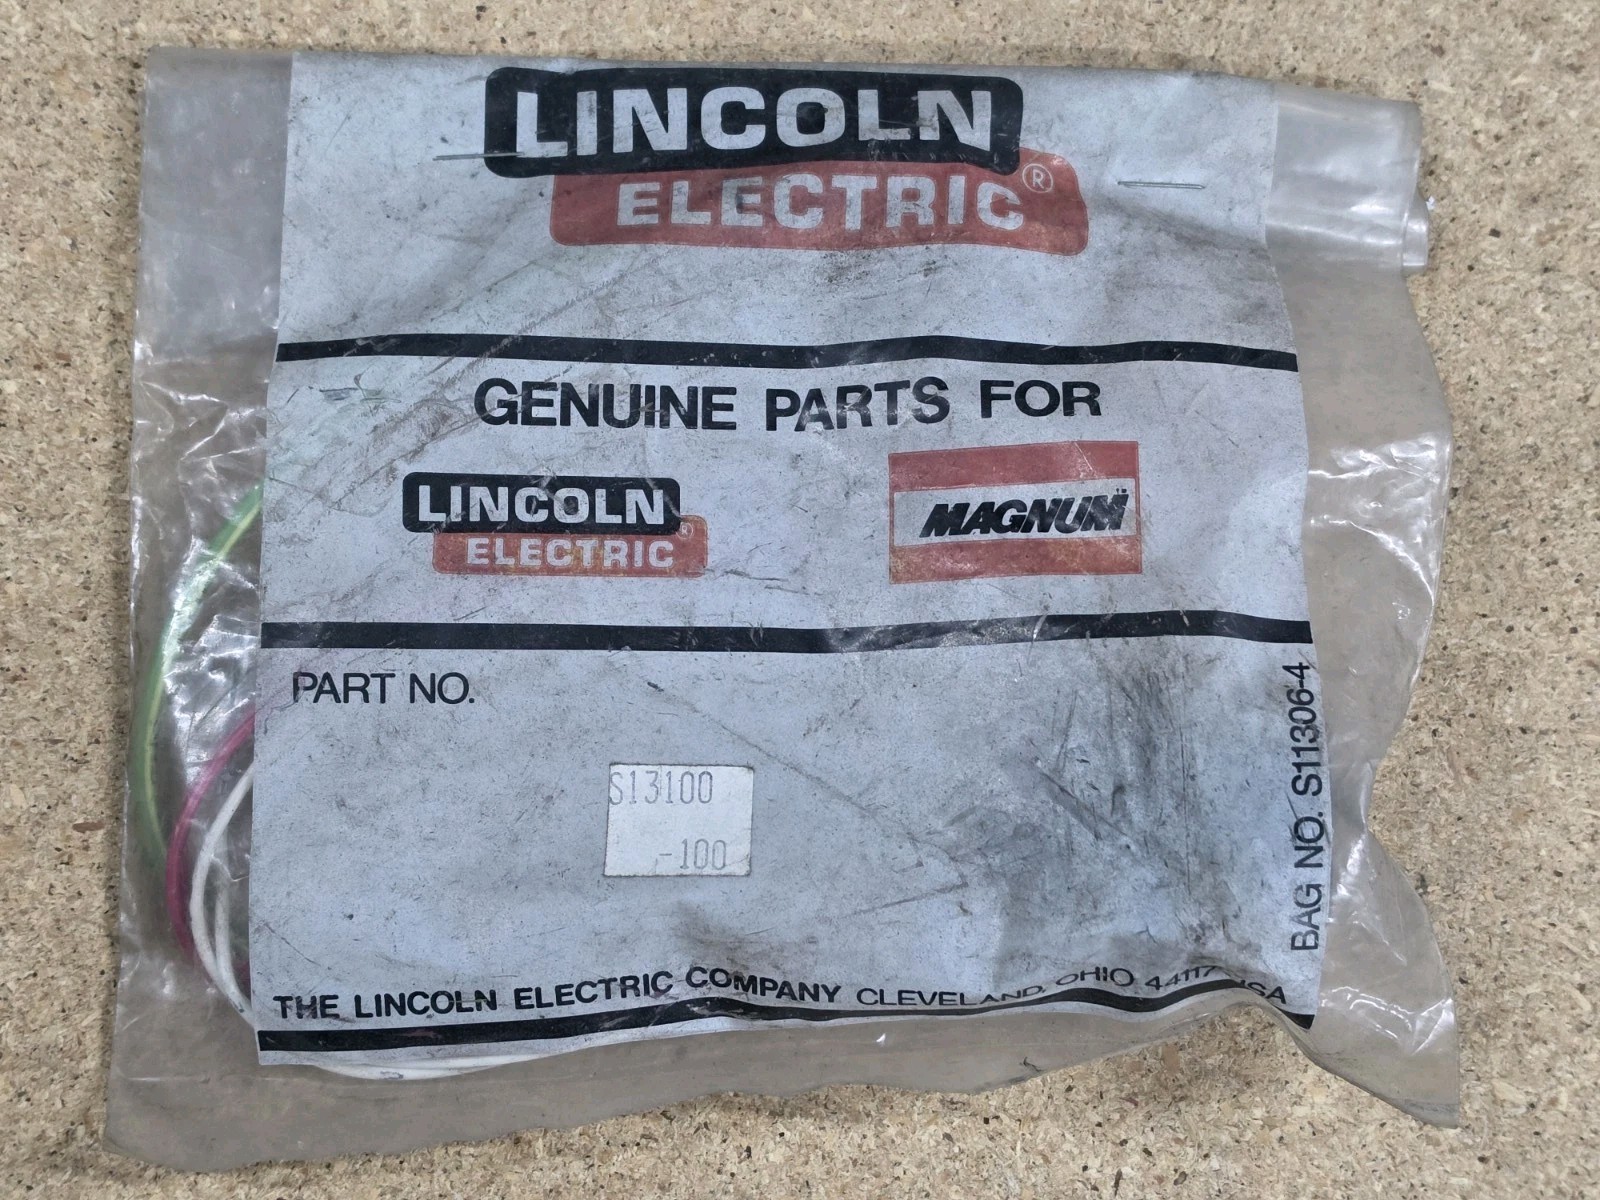 LINCOLN
ELECTRIC®
GENUINE PARTS FOR
LINCOLN
ELECTRIC®
MAGNUM
PART NO.
S13100
-100
THE LINCOLN ELECTRIC COMPANY CLEVELAND, OHIO 44117 USA
BAG NO. S11306-4